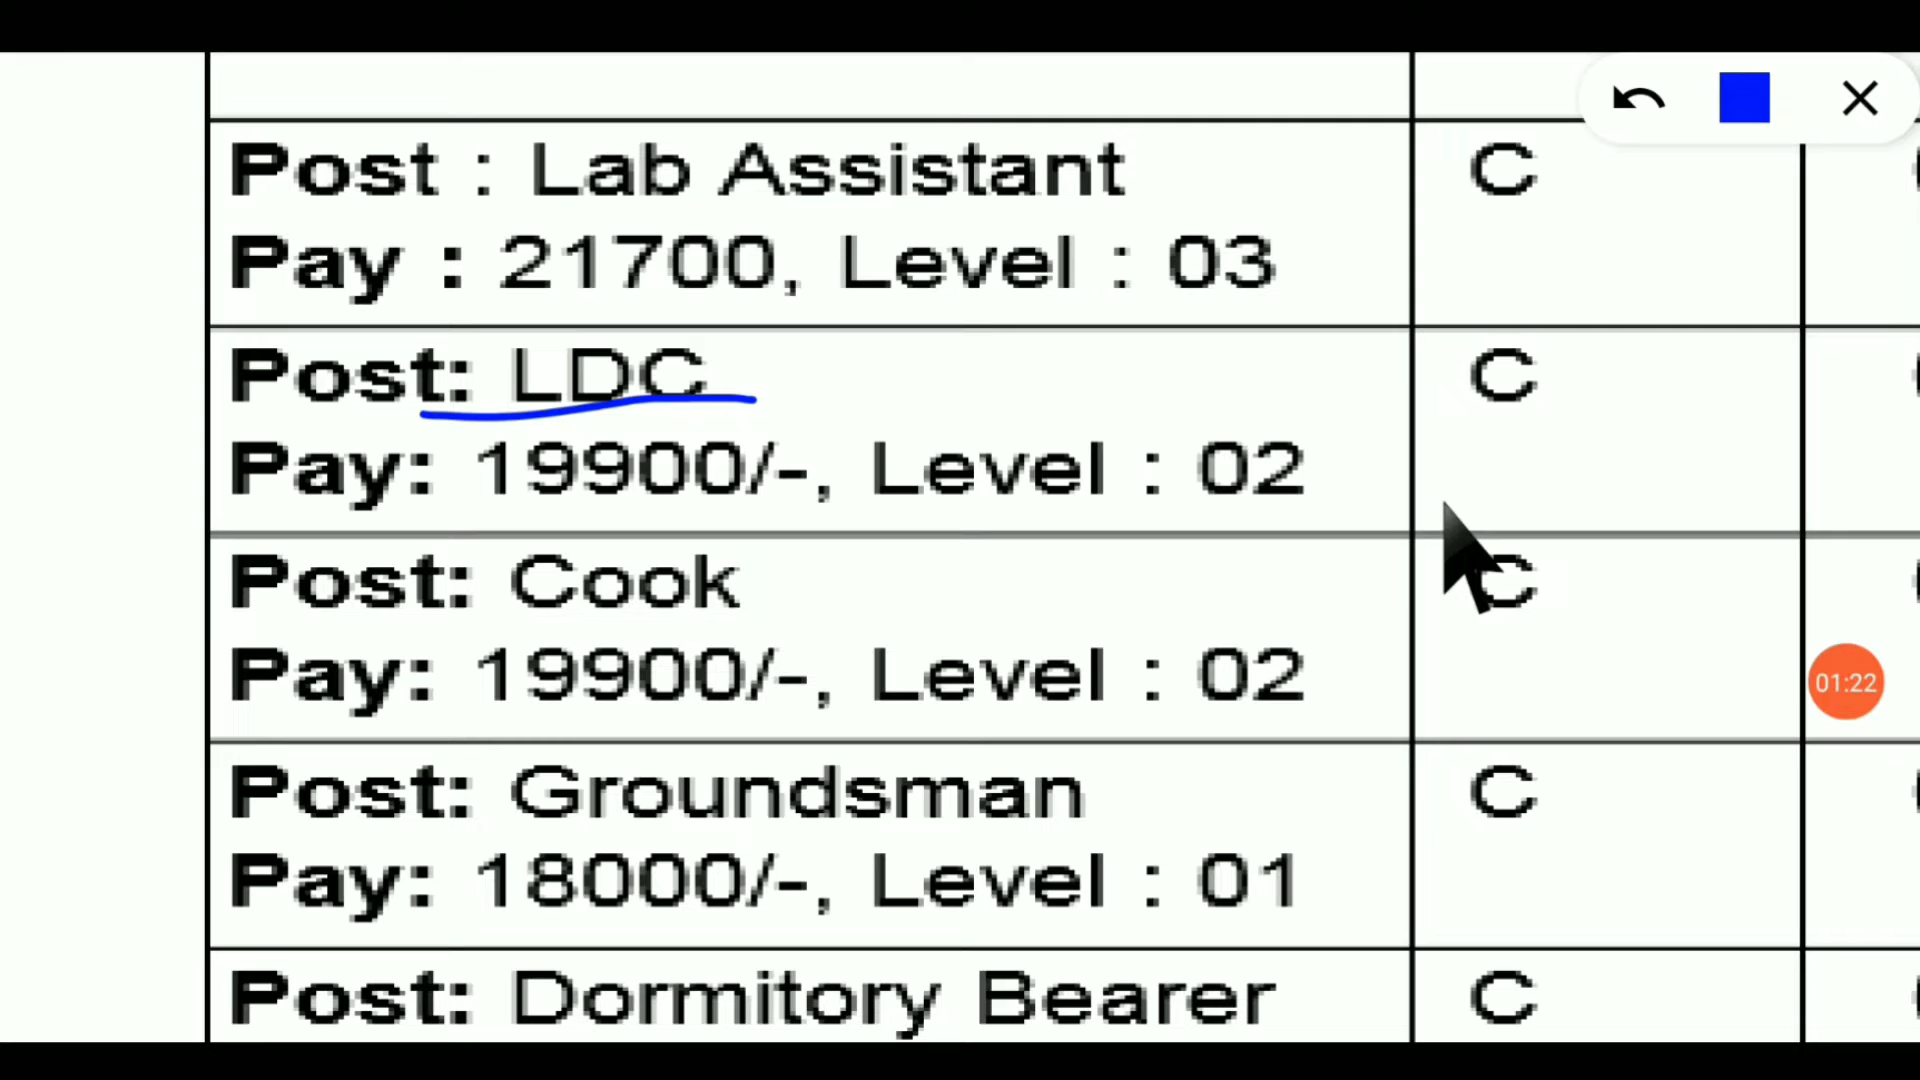 Post : Lab Assistant C
Pay : 21700, Level : 03
Post: LDC C
Pay: 19900/-, Level : 02
Post: Cook C
Pay: 19900/-, Level : 02
01:22
Post: Groundsman C
Pay: 18000/-, Level : 01
Post: Dormitory Bearer C